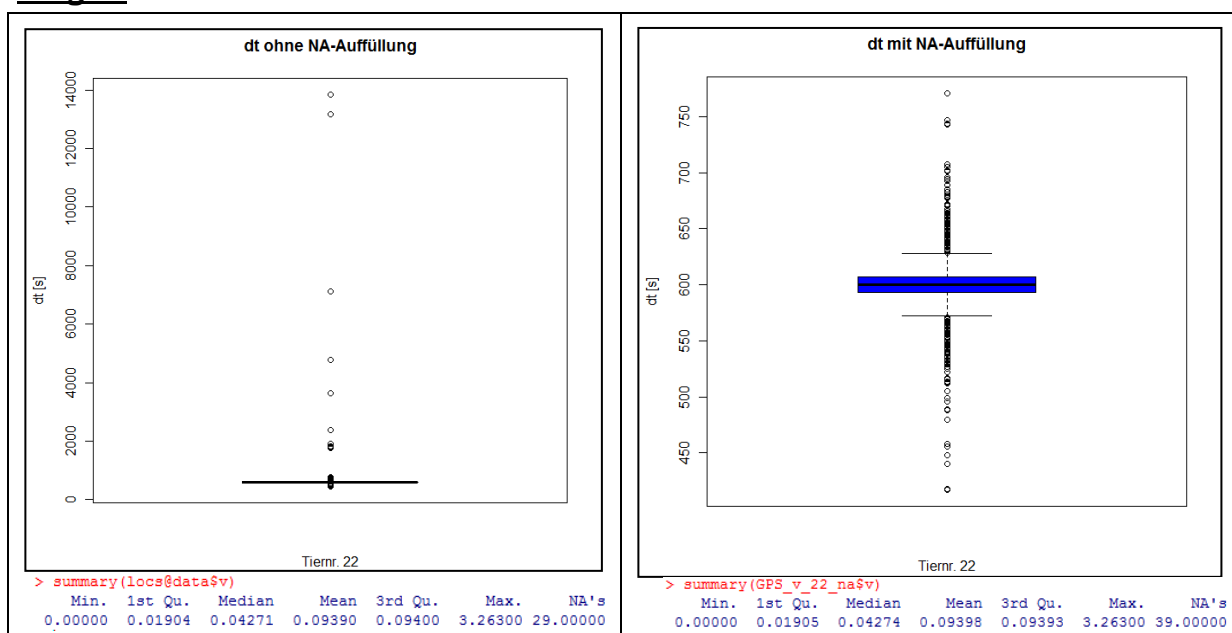 dt ohne NA-Auffüllung
14000
12000
10000
8000
6000
4000
2000
0
dt [s]
Tiernr. 22
> summary(locs@data$v)
Min. 1st Qu. Median Mean 3rd Qu. Max. NA's
0.00000 0.01904 0.04271 0.09390 0.09400 3.26300 29.00000
dt mit NA-Auffüllung
750
700
650
600
550
500
450
dt [s]
Tiernr. 22
> summary(GPS_v_22_na$v)
Min. 1st Qu. Median Mean 3rd Qu. Max. NA's
0.00000 0.01905 0.04274 0.09398 0.09393 3.26300 39.00000